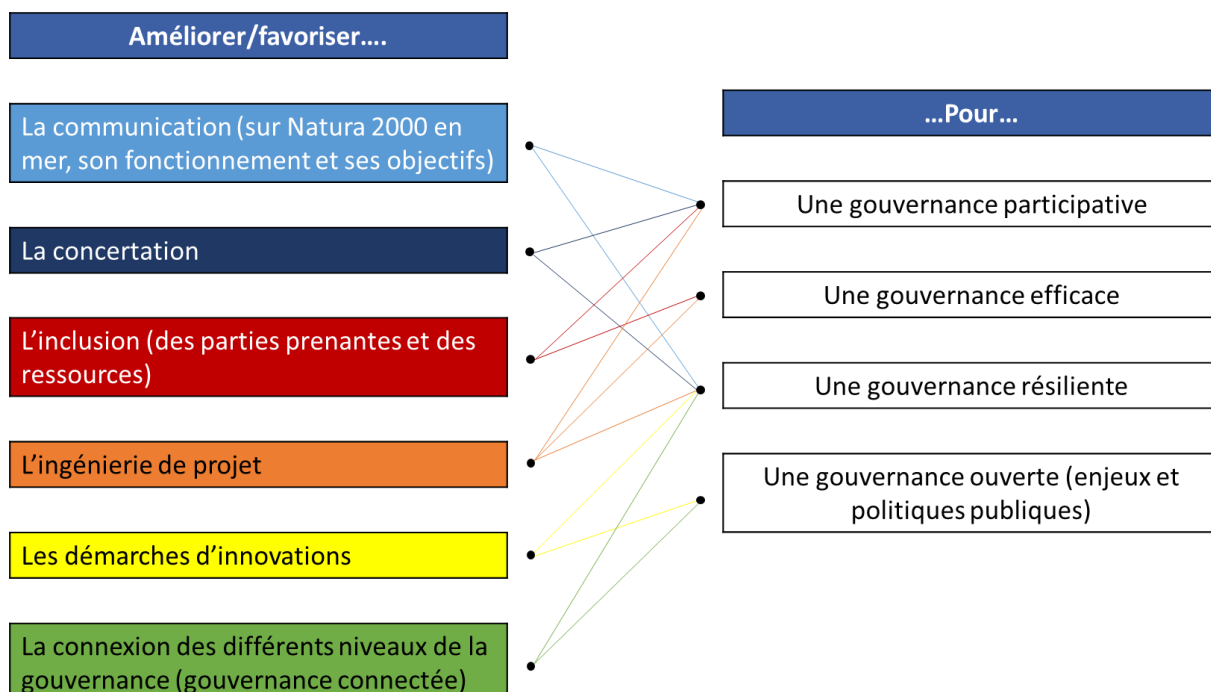 Améliorer/favoriser….
La communication (sur Natura 2000 en
mer, son fonctionnement et ses objectifs)
La concertation
L’inclusion (des parties prenantes et des
ressources)
L’ingénierie de projet
Les démarches d’innovations
La connexion des différents niveaux de la
gouvernance (gouvernance connectée)
…Pour…
Une gouvernance participative
Une gouvernance efficace
Une gouvernance résiliente
Une gouvernance ouverte (enjeux et
politiques publiques)